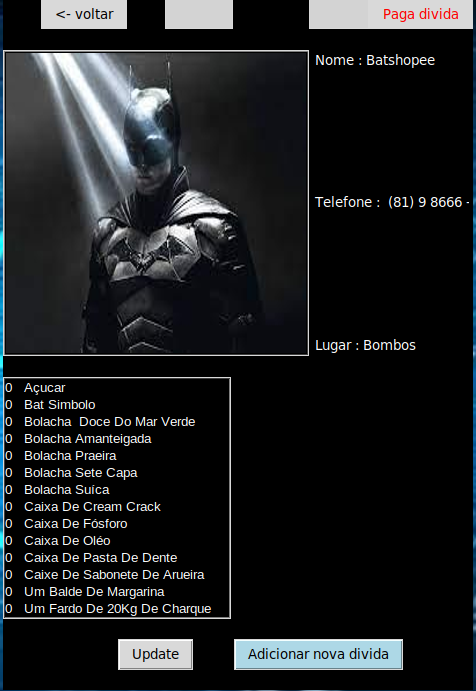 <- voltar
Paga divida
Nome : Batshopee
Telefone :  (81) 9 8666 -
Lugar : Bombos
0 Açucar
0 Bat Simbolo
0 Bolacha  Doce Do Mar Verde
0 Bolacha Amanteigada
0 Bolacha Praeira
0 Bolacha Sete Capa
0 Bolacha Suíca
0 Caixa De Cream Crack
0 Caixa De Fósforo
0 Caixa De Oléo
0 Caixa De Pasta De Dente
0 Caixe De Sabonete De Arueira
0 Um Balde De Margarina
0 Um Fardo De 20Kg De Charque
Update
Adicionar nova divida